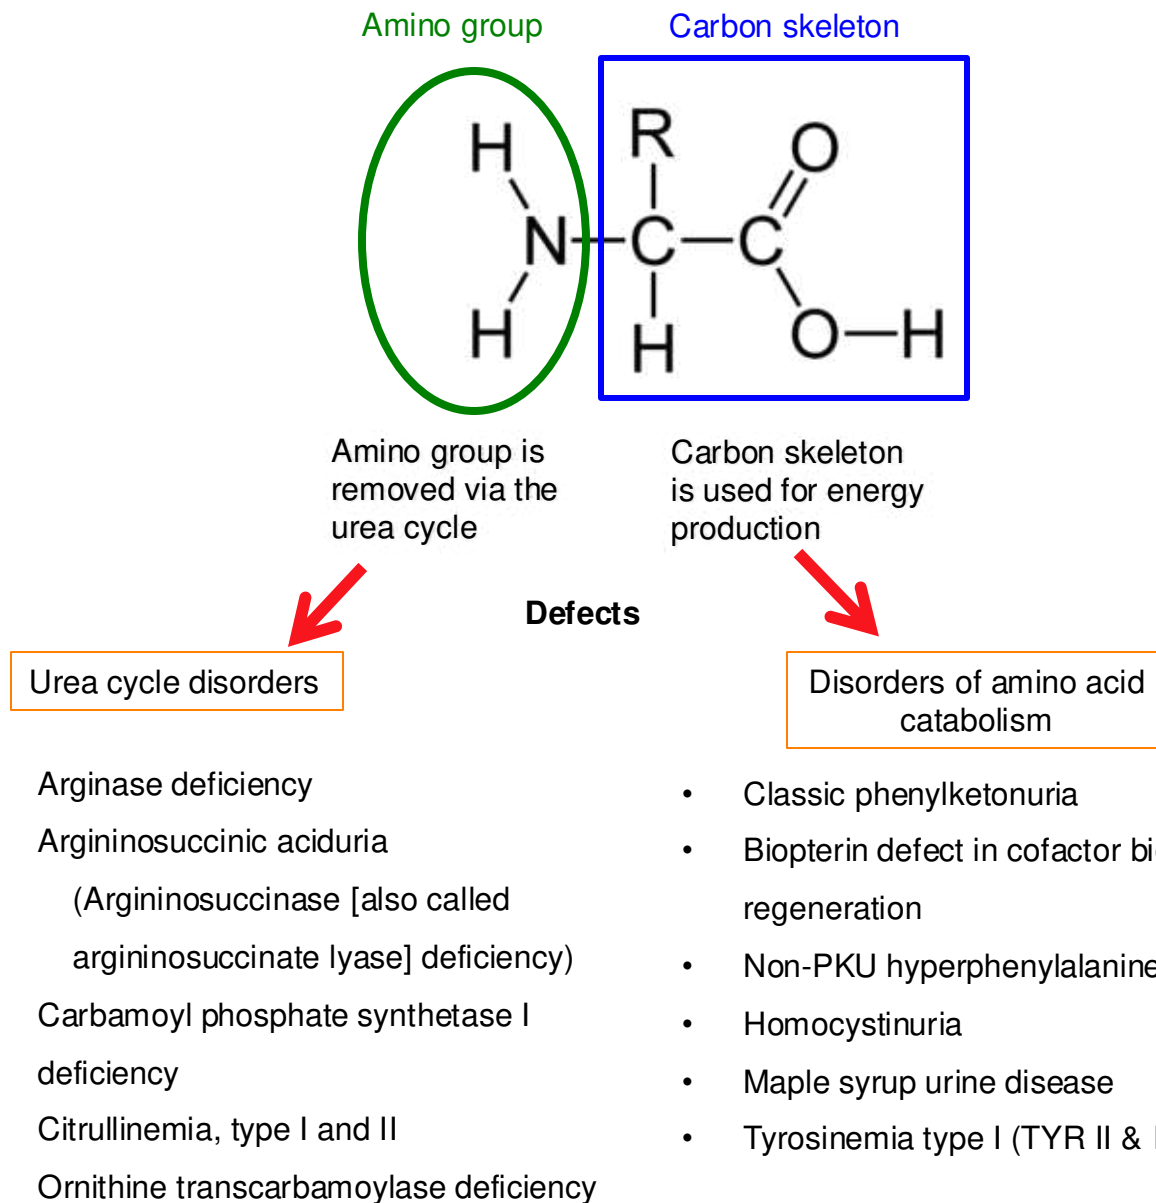 Amino group
Carbon skeleton
H
R
O
N
C
C
H
H
O
H
Amino group is
removed via the
urea cycle
Carbon skeleton
is used for energy
production
Defects
Urea cycle disorders
Disorders of amino acid
catabolism
Arginase deficiency
Argininosuccinic aciduria
(Argininosuccinase [also called
argininosuccinate lyase] deficiency)
Carbamoyl phosphate synthetase I
deficiency
Citrullinemia, type I and II
Ornithine transcarbamoylase deficiency
• Classic phenylketonuria
• Biopterin defect in cofactor
regeneration
• Non-PKU hyperphenylalanine
• Homocystinuria
• Maple syrup urine disease
• Tyrosinemia type I (TYR II &